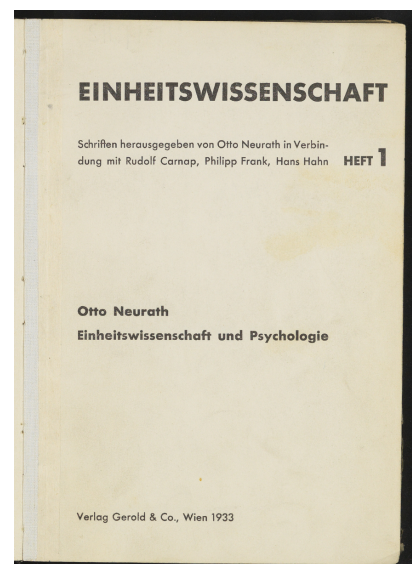 EINHEITSWISSENSCHAFT
Schriften herausgegeben von Otto Neurath in Verbin-
dung mit Rudolf Carnap, Philipp Frank, Hans Hahn HEFT 1
Otto Neurath
Einheitswissenschaft und Psychologie
Verlag Gerold & Co., Wien 1933